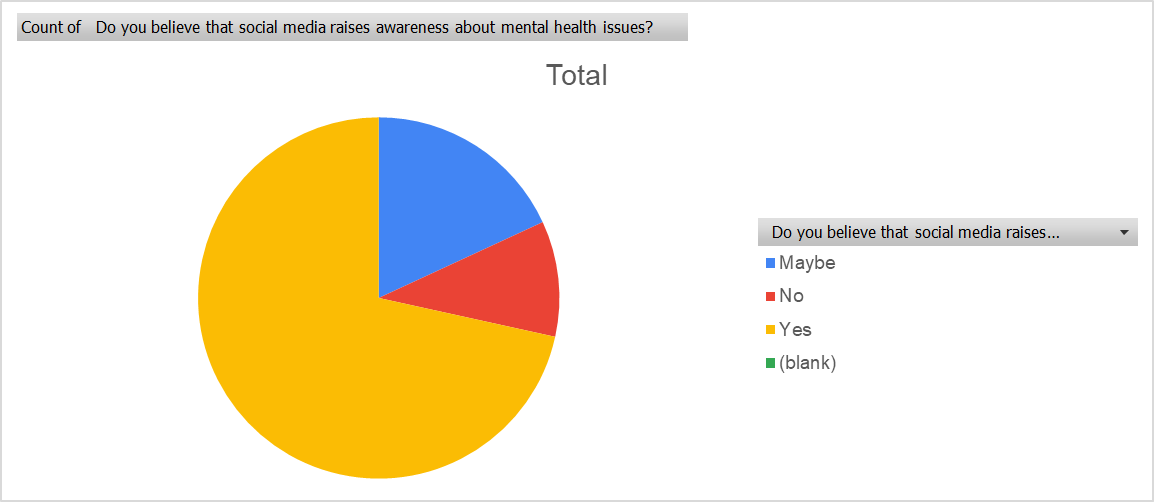 Count of Do you believe that social media raises awareness about mental health issues?
Total
Do you believe that social media raises...
Maybe
No
Yes
(blank)